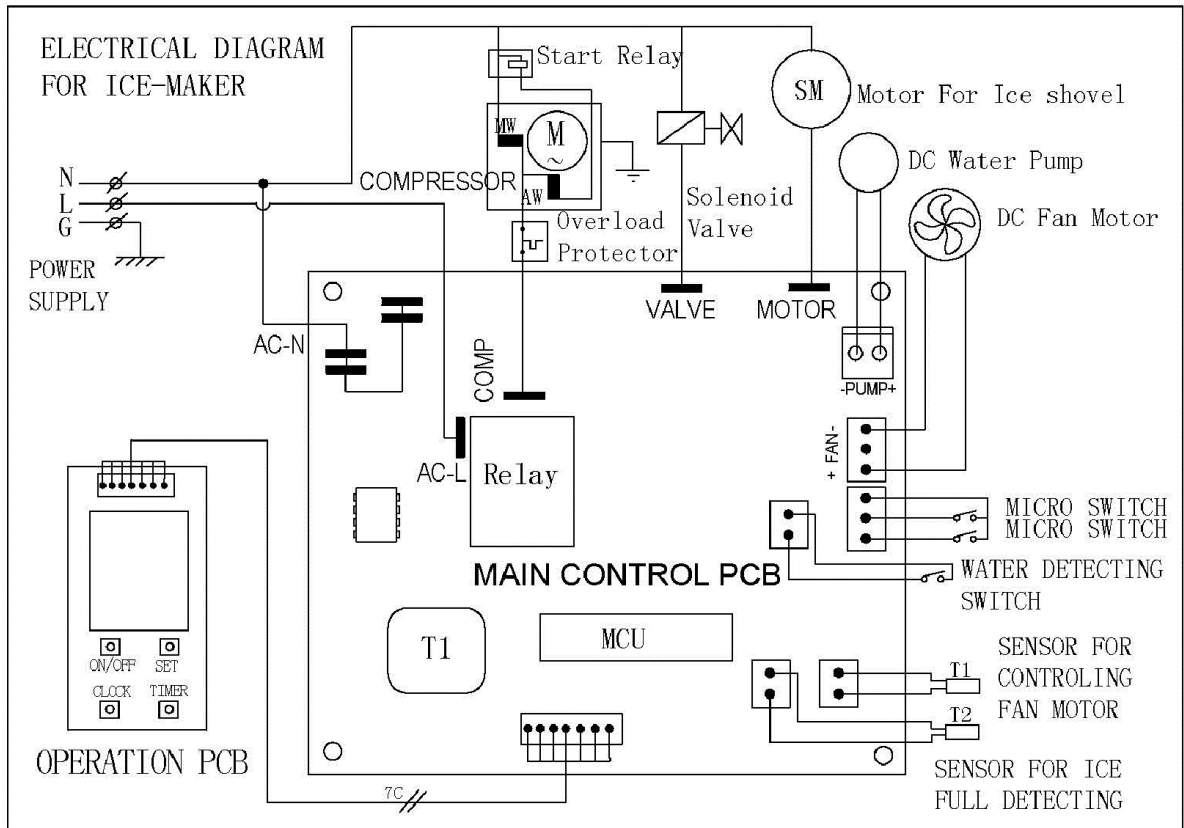 ELECTRICAL DIAGRAM
FOR ICE-MAKER
Start Relay
SM
Motor For Ice shovel
MW
M
~
AW
COMPRESSOR
DC Water Pump
N
L
G
Solenoid
Valve
DC Fan Motor
Overload
Protector
POWER
SUPPLY
VALVE
MOTOR
AC-N
COMP
-PUMP+
+ FAN-
AC-L
Relay
MICRO SWITCH
MICRO SWITCH
WATER DETECTING
SWITCH
MAIN CONTROL PCB
T1
MCU
ON/OFF
SET
CLOCK
TIMER
OPERATION PCB
SENSOR FOR
CONTROLING
FAN MOTOR
T1
T2
SENSOR FOR ICE
FULL DETECTING
7C